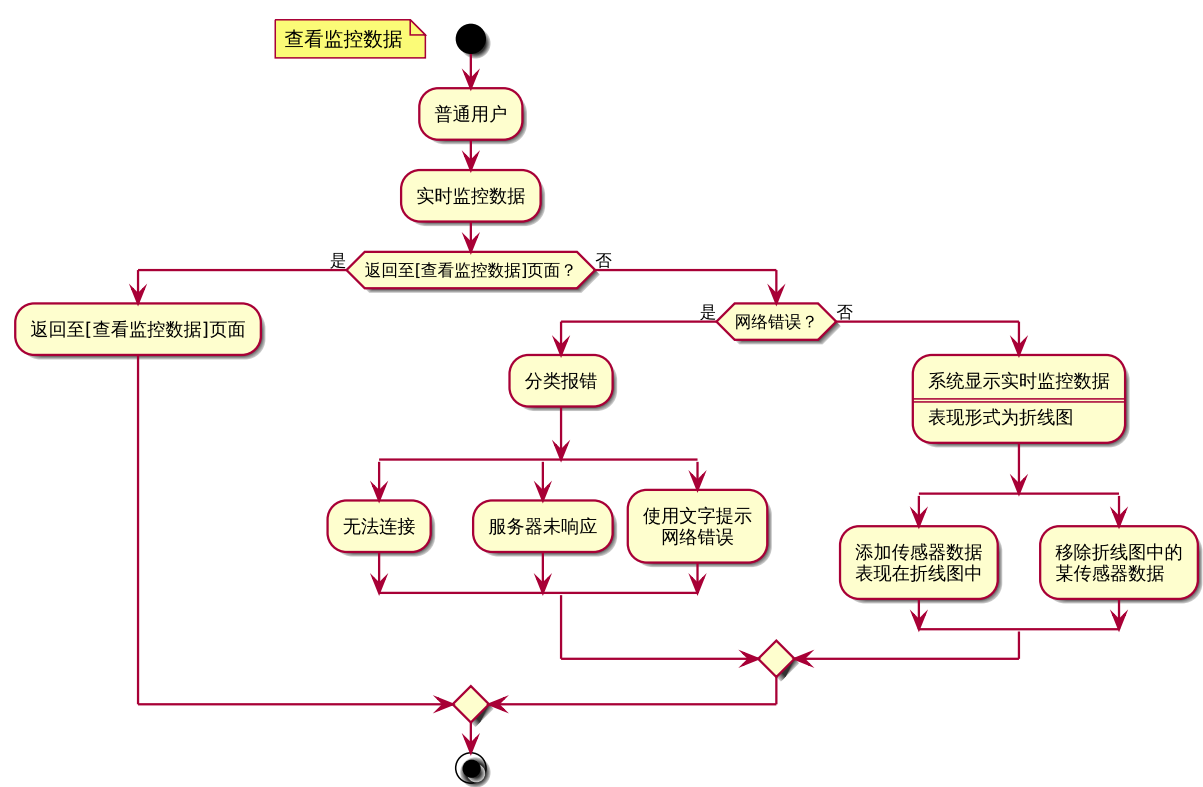 查看监控数据
普通用户
实时监控数据
是
返回至[查看监控数据]页面？
否
返回至[查看监控数据]页面
是
网络错误？
否
分类报错
系统显示实时监控数据
表现形式为折线图
无法连接
服务器未响应
使用文字提示
网络错误
添加传感器数据
表现在折线图中
移除折线图中的
某传感器数据